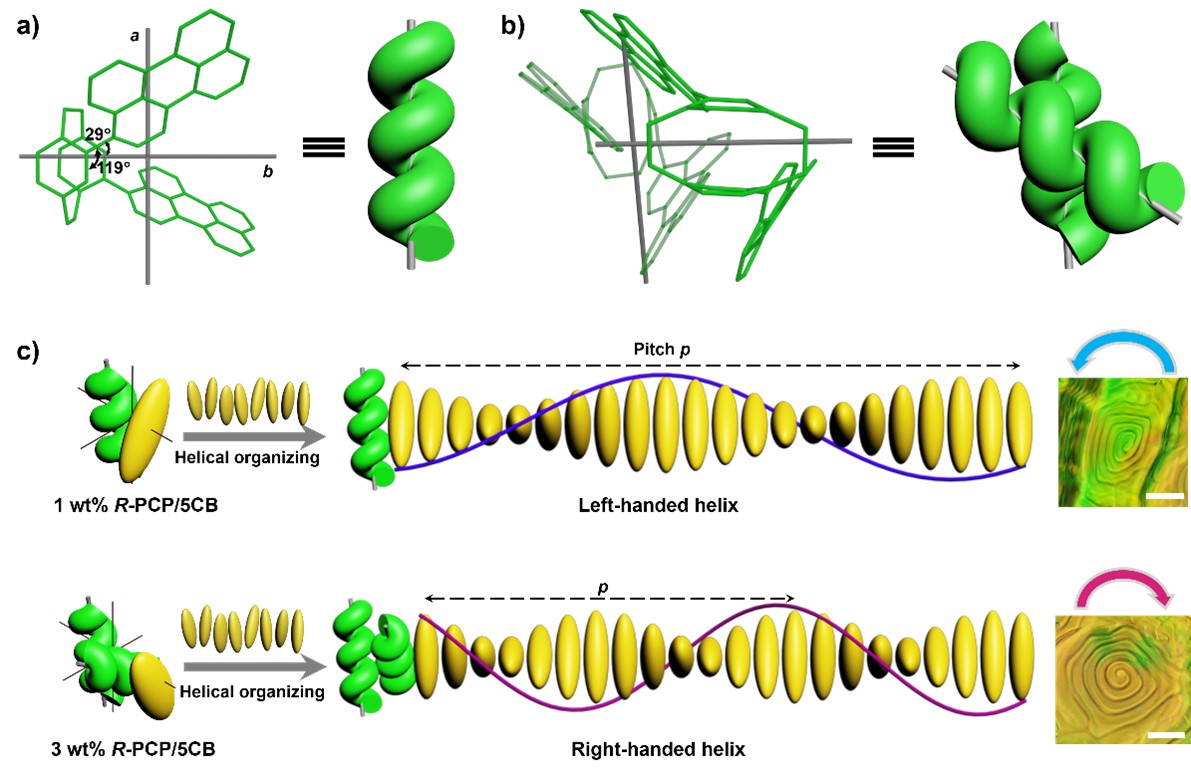 a)
a
29°
119°
b
b)
c)
Pitch p
Helical organizing
1 wt% R-PCP/5CB
Left-handed helix
p
Helical organizing
3 wt% R-PCP/5CB
Right-handed helix